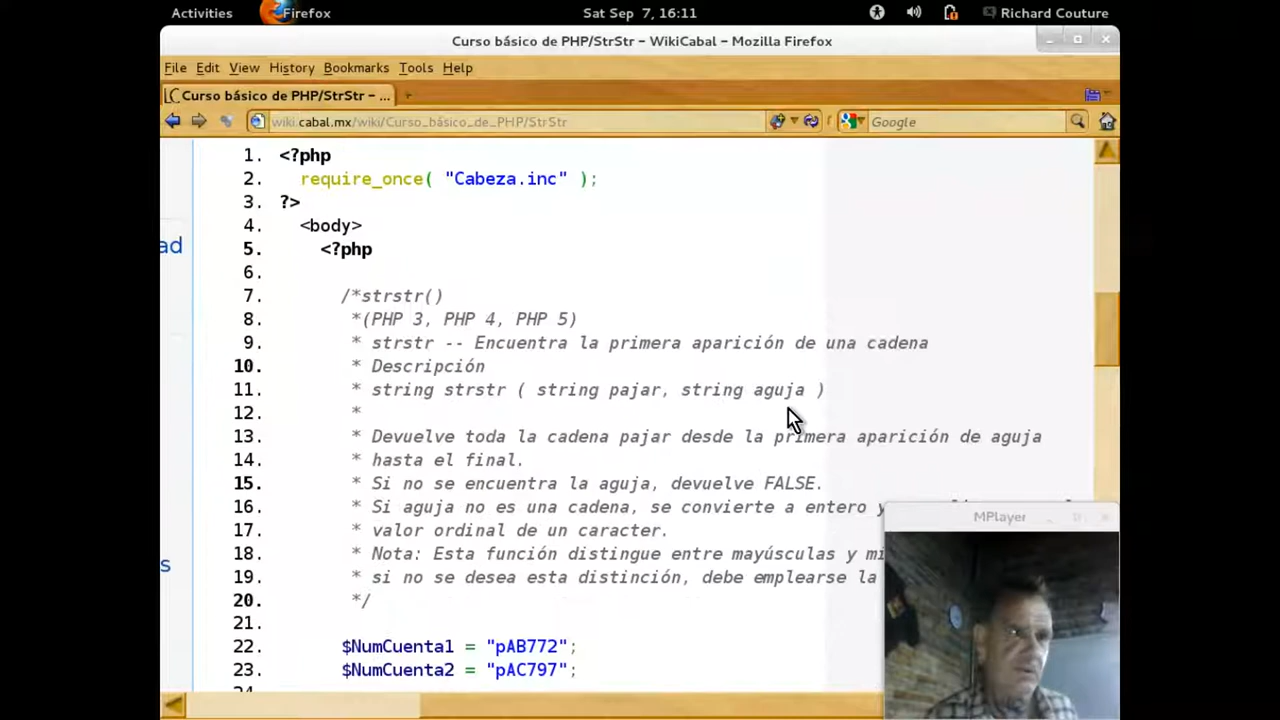 Activities Firefox Sat Sep 7, 16:11 Richard Couture
Curso básico de PHP/StrStr – WikiCabal – Mozilla Firefox
File Edit View History Bookmarks Tools Help
Curso básico de PHP/StrStr – ...
wiki.cabal.mx/wiki/Curso_básico_de_PHP/StrStr Google
1. <?php
2. require_once( "Cabeza.inc" );
3. ?>
4. <body>
ad
5. <?php
6.
7. /*strstr()
8. *(PHP 3, PHP 4, PHP 5)
9. * strstr -- Encuentra la primera aparición de una cadena
10. * Descripción
11. * string strstr ( string pajar, string aguja )
12. *
13. * Devuelve toda la cadena pajar desde la primera aparición de aguja
14. * hasta el final.
15. * Si no se encuentra la aguja, devuelve FALSE.
16. * Si aguja no es una cadena, se convierte a entero y
MPlayer
17. * valor ordinal de un caracter.
18. * Nota: Esta función distingue entre mayúsculas y mi
s
19. * si no se desea esta distinción, debe emplearse la
20. */
21.
22. $NumCuenta1 = "pAB772";
23. $NumCuenta2 = "pAC797";